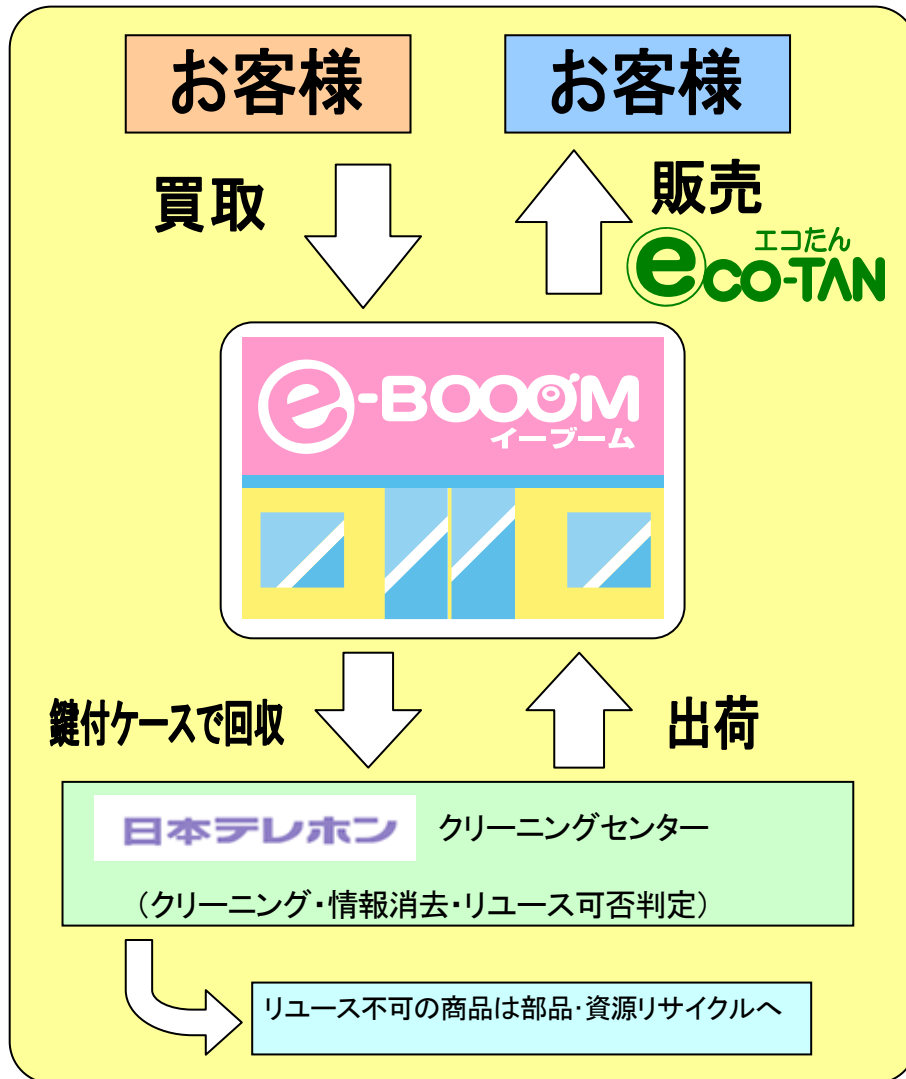 お客様
お客様
買取
販売
エコたん
eco-TAN
e-BOOOM
イーブーム
鍵付ケースで回収
出荷
日本テレホン クリーニングセンター
（クリーニング・情報消去・リユース可否判定）
リユース不可の商品は部品・資源リサイクルへ